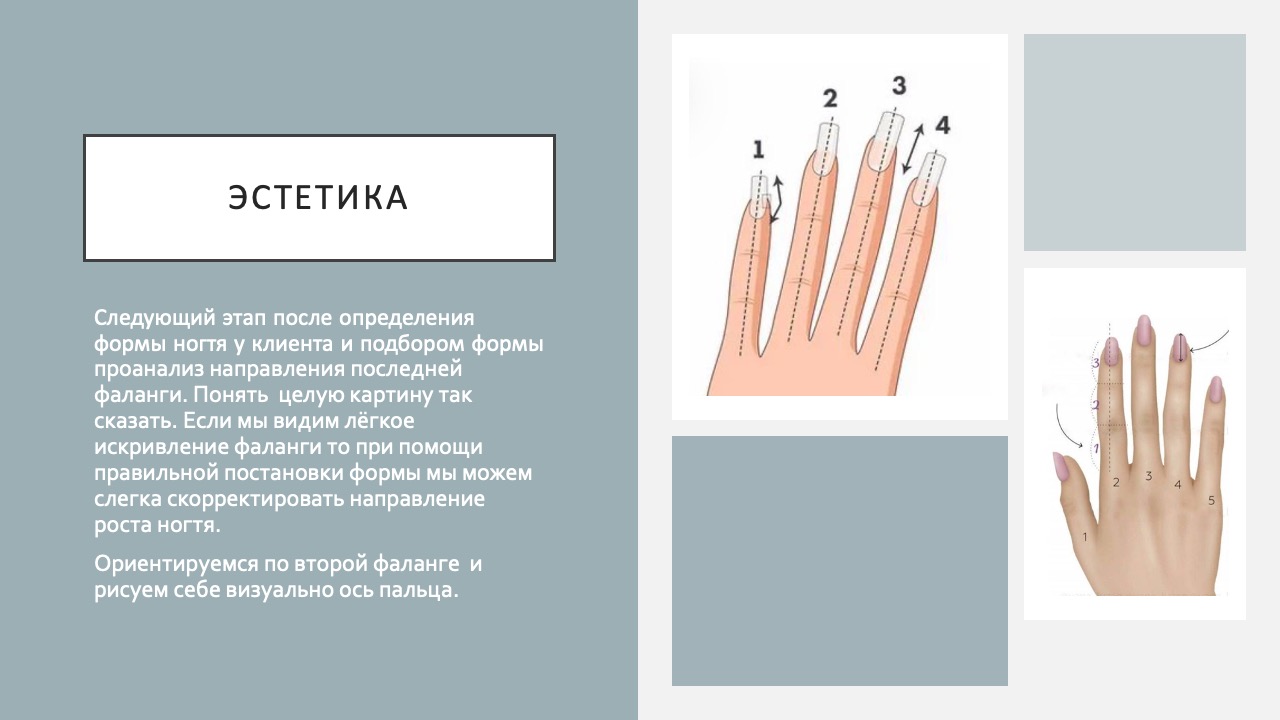 ЭСТЕТИКА
Следующий этап после определения
формы ногтя у клиента и подбором формы
проанализ направления последней
фаланги. Понять  целую картину так
сказать. Если мы видим лёгкое
искривление фаланги то при помощи
правильной постановки формы мы можем
слегка скорректировать направление
роста ногтя.
Ориентируемся по второй фаланге  и
рисуем себе визуально ось пальца.
1
2
3
4
3
2
1
1
2
3
4
5